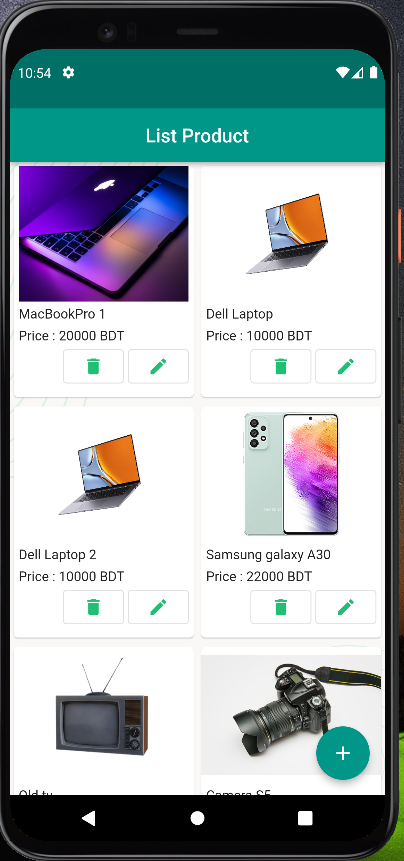 10:54
List Product
MacBookPro 1
Price : 20000 BDT
Dell Laptop
Price : 10000 BDT
Dell Laptop 2
Price : 10000 BDT
Samsung galaxy A30
Price : 22000 BDT
Old tv
Camera S5